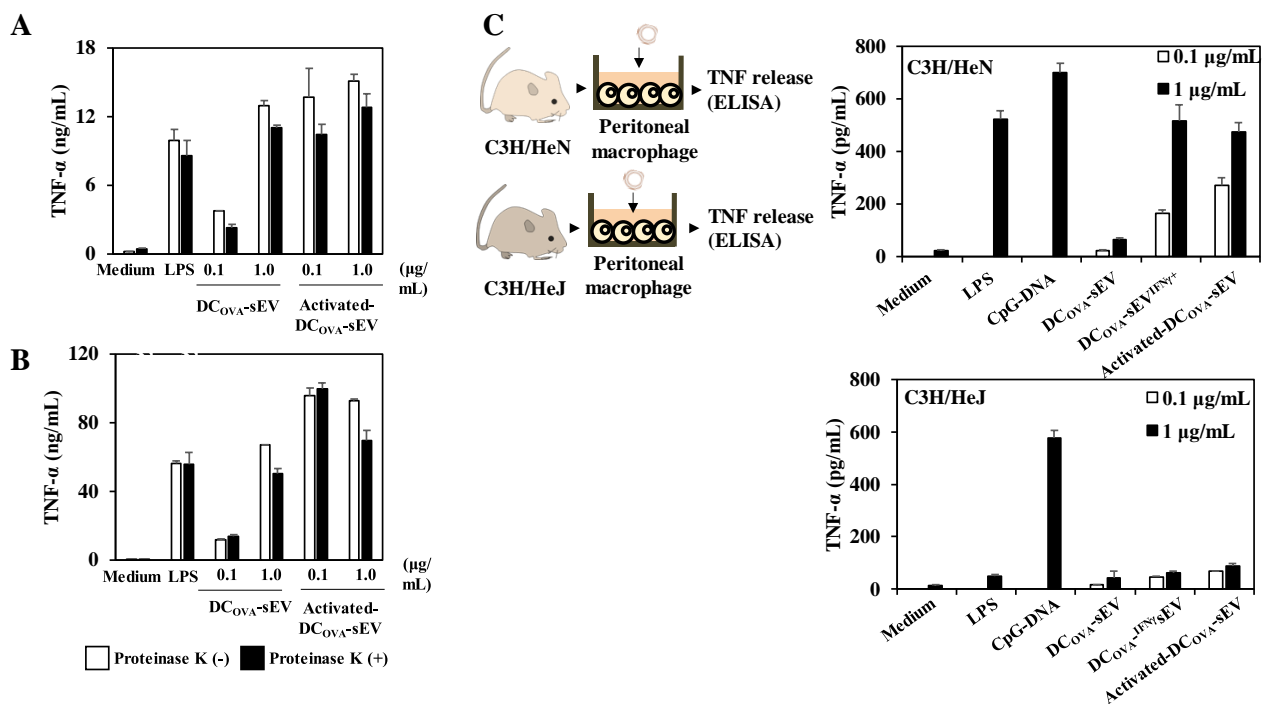 A
TNF-α (ng/mL)
18
12
6
0
Medium
LPS
0.1
1.0
0.1
1.0
(μg/
mL)
DCOVA-sEV
Activated-
DCOVA-sEV
B
TNF-α (ng/mL)
120
80
40
0
Medium
LPS
0.1
1.0
0.1
1.0
(μg/
mL)
DCOVA-sEV
Activated-
DCOVA-sEV
Proteinase K (-)
Proteinase K (+)
C
C3H/HeN
Peritoneal
macrophage
TNF release
(ELISA)
C3H/HeJ
Peritoneal
macrophage
TNF release
(ELISA)
C3H/HeN
0.1 μg/mL
1 μg/mL
TNF-α (pg/mL)
800
600
400
200
0
Medium
LPS
CpG-DNA
DCOVA-sEV
DCOVA-sEVIFNγ+
Activated-DCOVA-sEV
C3H/HeJ
0.1 μg/mL
1 μg/mL
TNF-α (pg/mL)
800
600
400
200
0
Medium
LPS
CpG-DNA
DCOVA-sEV
DCOVA-IFNγsEV
Activated-DCOVA-sEV